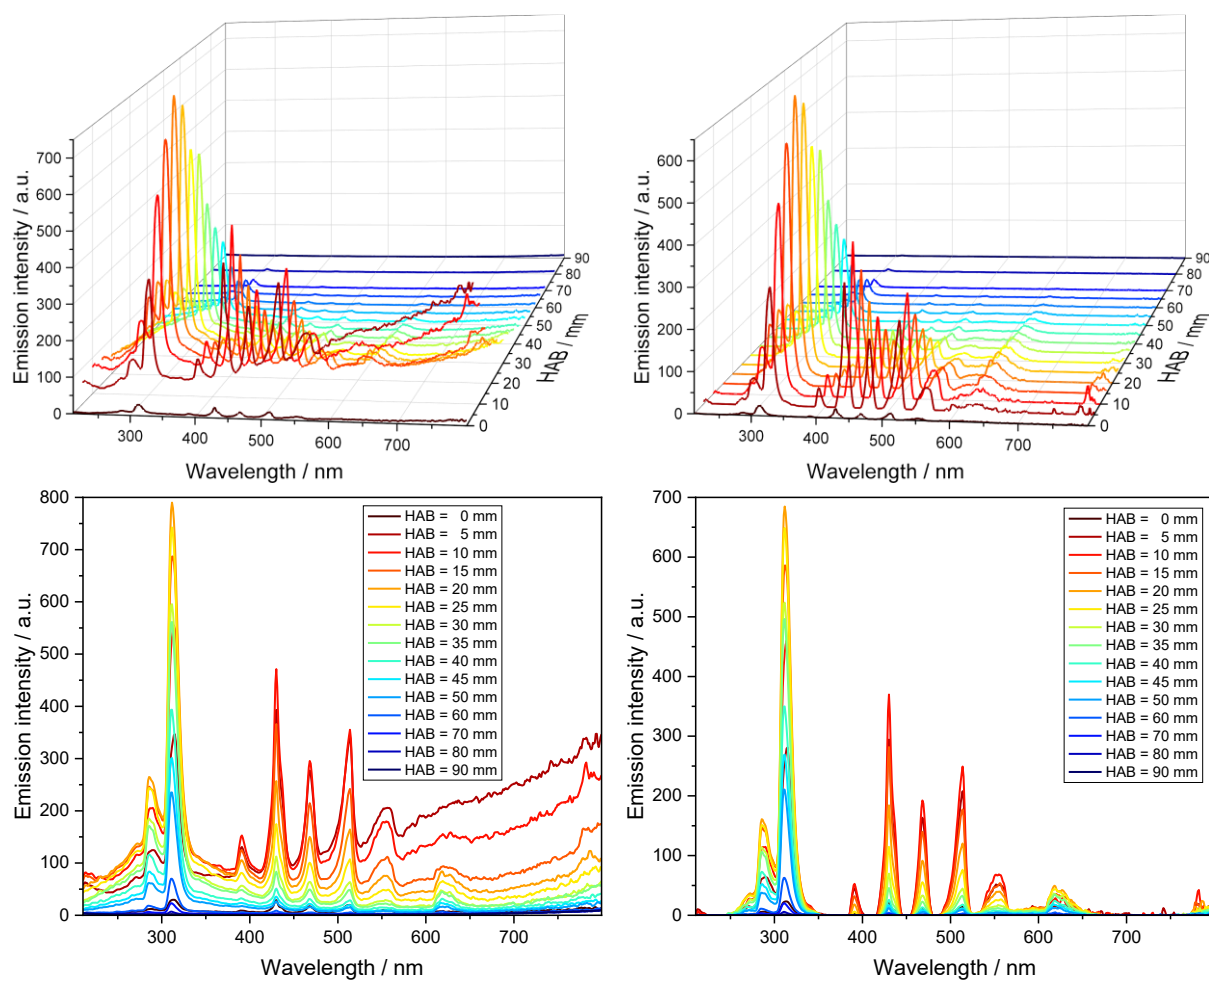 700
600
500
400
300
200
100
0
Emission intensity / a.u.
300
400
500
600
700
Wavelength / nm
0
10
20
30
40
50
60
70
80
90
HAB / mm
600
500
400
300
200
100
0
Emission intensity / a.u.
300
400
500
600
700
Wavelength / nm
0
10
20
30
40
50
60
70
80
90
HAB / mm
800
700
600
500
400
300
200
100
0
Emission intensity / a.u.
300
400
500
600
700
Wavelength / nm
HAB = 0 mm
HAB = 5 mm
HAB = 10 mm
HAB = 15 mm
HAB = 20 mm
HAB = 25 mm
HAB = 30 mm
HAB = 35 mm
HAB = 40 mm
HAB = 45 mm
HAB = 50 mm
HAB = 60 mm
HAB = 70 mm
HAB = 80 mm
HAB = 90 mm
700
600
500
400
300
200
100
0
Emission intensity / a.u.
300
400
500
600
700
Wavelength / nm
HAB = 0 mm
HAB = 5 mm
HAB = 10 mm
HAB = 15 mm
HAB = 20 mm
HAB = 25 mm
HAB = 30 mm
HAB = 35 mm
HAB = 40 mm
HAB = 45 mm
HAB = 50 mm
HAB = 60 mm
HAB = 70 mm
HAB = 80 mm
HAB = 90 mm